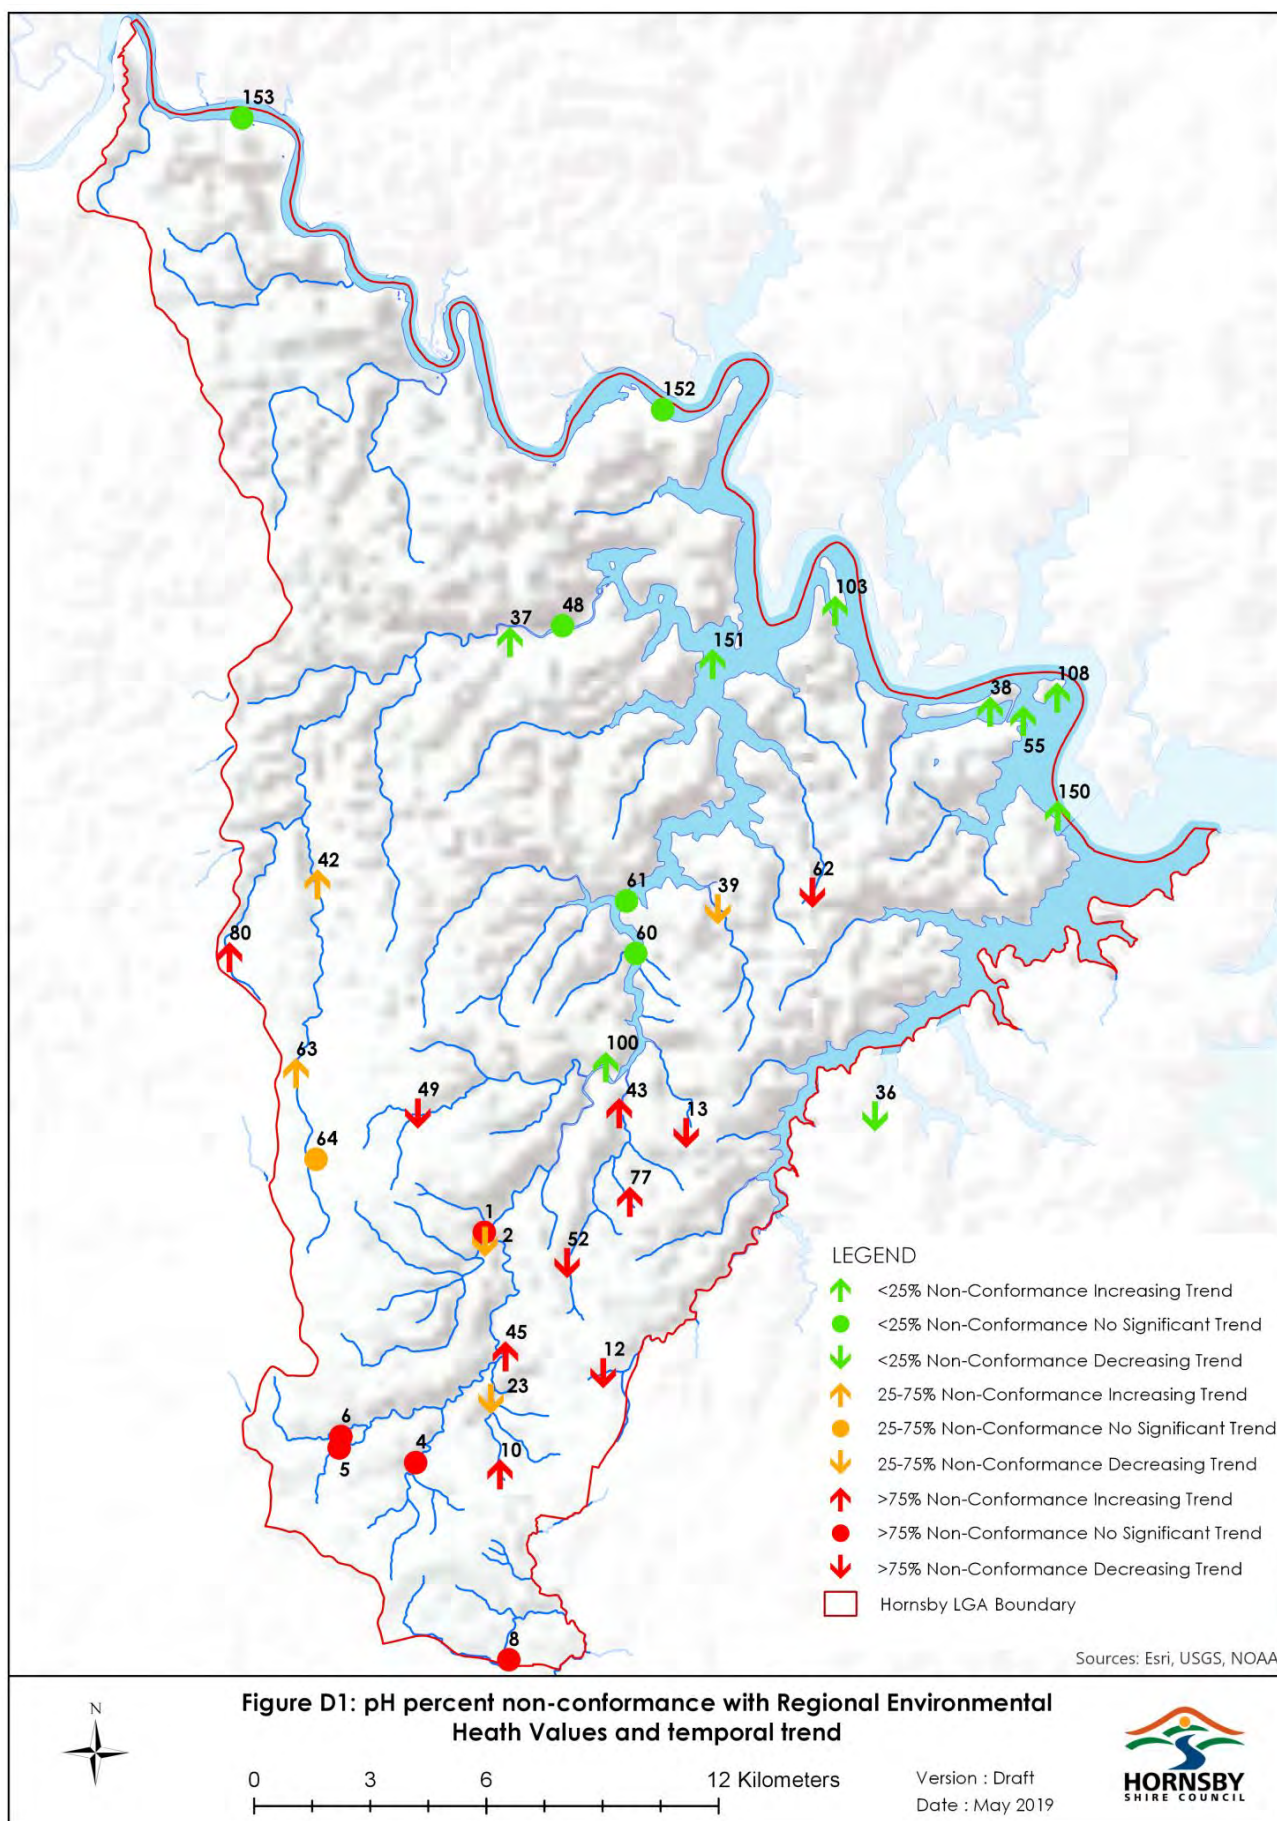 153
152
103
48
37
151
108
38
55
150
42
62
61
39
80
60
63
100
49
43
13
36
64
77
1
2
52
45
12
23
6
4
10
5
8
LEGEND
<25% Non-Conformance Increasing Trend
<25% Non-Conformance No Significant Trend
<25% Non-Conformance Decreasing Trend
25-75% Non-Conformance Increasing Trend
25-75% Non-Conformance No Significant Trend
25-75% Non-Conformance Decreasing Trend
>75% Non-Conformance Increasing Trend
>75% Non-Conformance No Significant Trend
>75% Non-Conformance Decreasing Trend
Hornsby LGA Boundary
Sources: Esri, USGS, NOAA
N
Figure D1: pH percent non-conformance with Regional Environmental
Heath Values and temporal trend
0 3 6 12 Kilometers
Version : Draft
Date : May 2019
HORNSBY
SHIRE COUNCIL